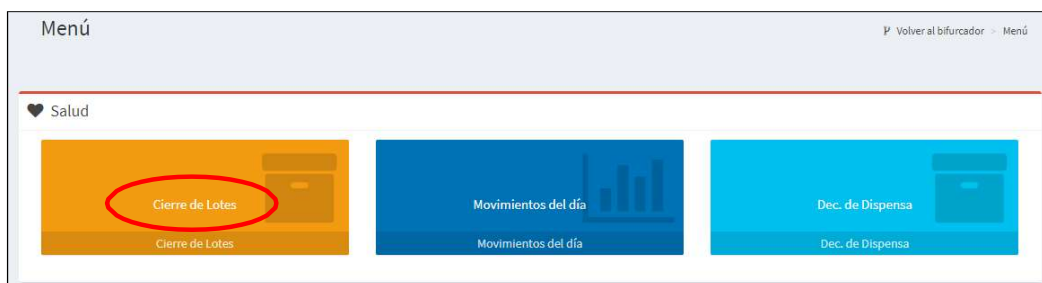 Menú
Volver al bifurcador > Menú
Salud
Cierre de Lotes
Cierre de Lotes
Movimientos del día
Movimientos del día
Dec. de Dispensa
Dec. de Dispensa